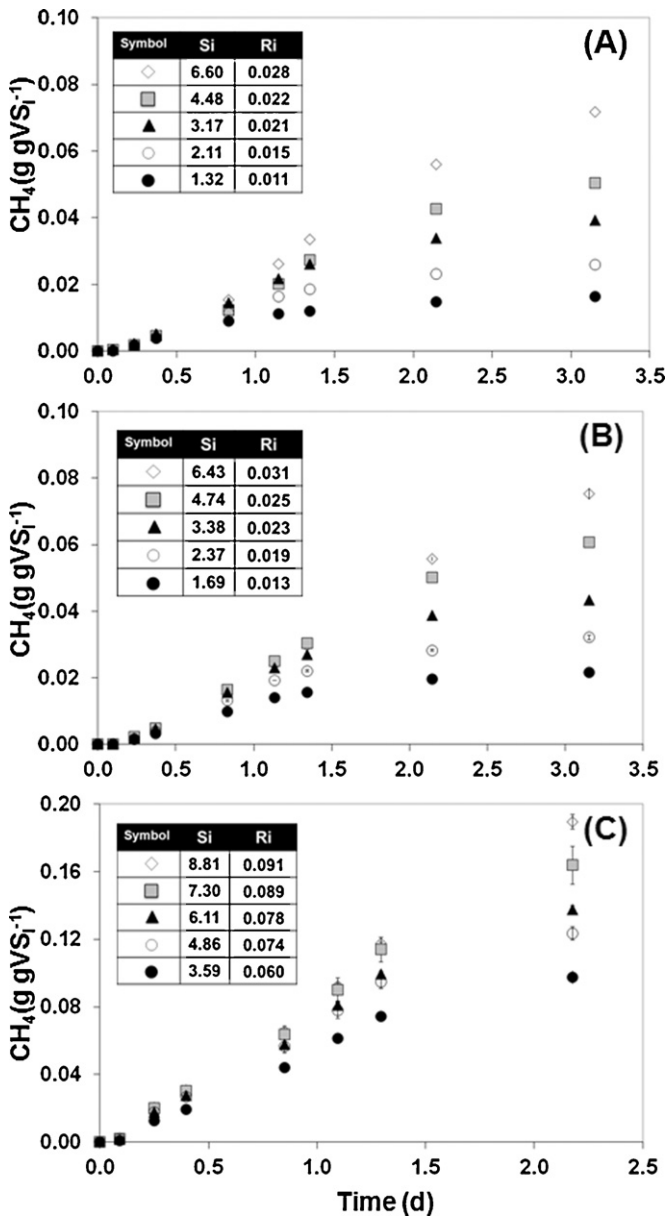 (A)
CH₄(g gVSᵢ⁻¹)
0.10
0.08
0.06
0.04
0.02
0.00
Symbol Si Ri
6.60 0.028
4.48 0.022
3.17 0.021
2.11 0.015
1.32 0.011
0.0 0.5 1.0 1.5 2.0 2.5 3.0 3.5
(B)
CH₄(g gVSᵢ⁻¹)
0.10
0.08
0.06
0.04
0.02
0.00
Symbol Si Ri
6.43 0.031
4.74 0.025
3.38 0.023
2.37 0.019
1.69 0.013
0.0 0.5 1.0 1.5 2.0 2.5 3.0 3.5
(C)
CH₄(g gVSᵢ⁻¹)
0.20
0.16
0.12
0.08
0.04
0.00
Symbol Si Ri
8.81 0.091
7.30 0.089
6.11 0.078
4.86 0.074
3.59 0.060
0.0 0.5 1.0 1.5 2.0 2.5
Time (d)